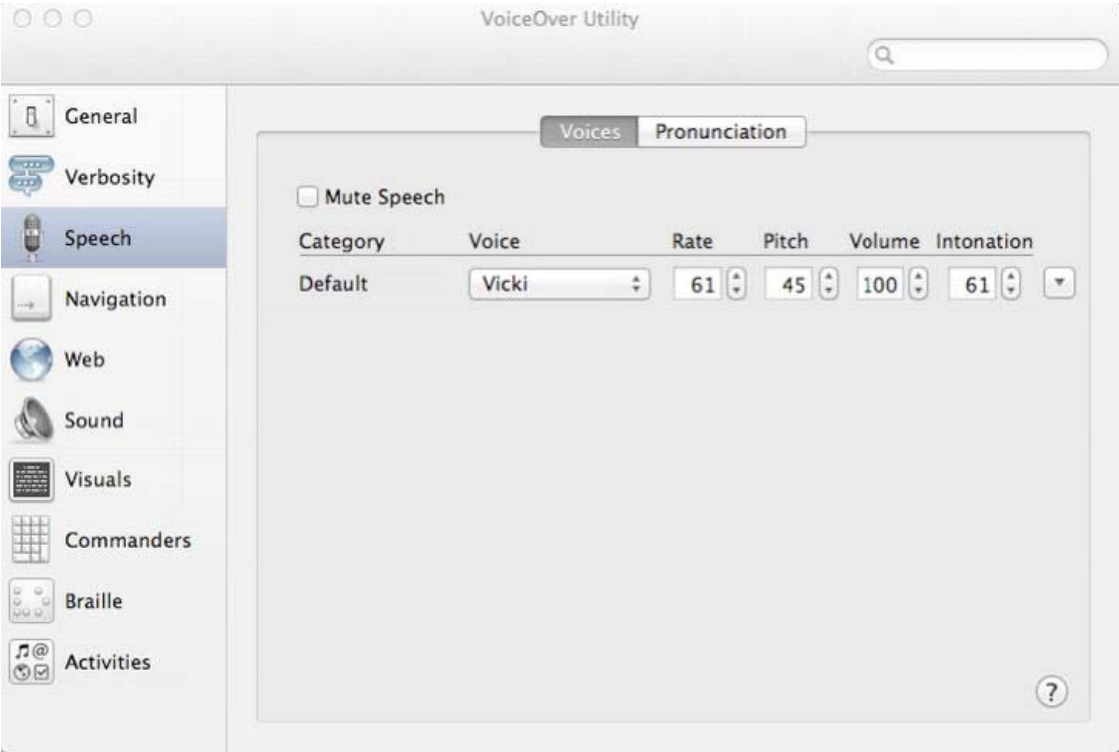 VoiceOver Utility
General
Verbosity
Speech
Navigation
Web
Sound
Visuals
Commanders
Braille
Activities
Voices Pronunciation
Mute Speech
Category Voice Rate Pitch Volume Intonation
Default Vicki 61 45 100 61
?